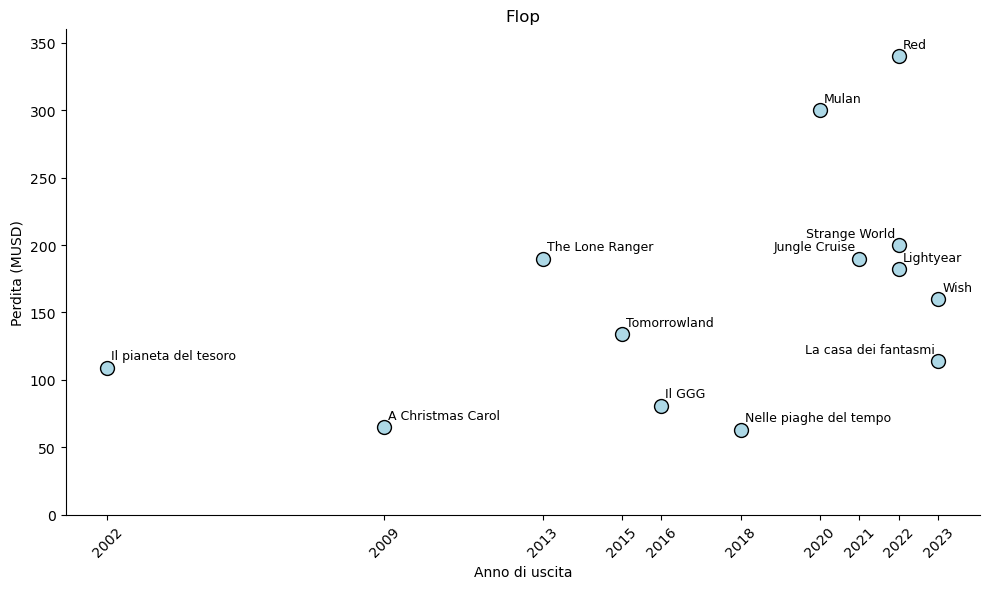 Flop
350
Red
300
Mulan
250
200
Strange World
Jungle Cruise
The Lone Ranger
Lightyear
Wish
150
Tomorrowland
La casa dei fantasmi
Il pianeta del tesoro
100
Il GGG
A Christmas Carol
Nelle piaghe del tempo
50
0
Perdita (MUSD)
2002
2009
2013
2015
2016
2018
2020
2021
2022
2023
Anno di uscita